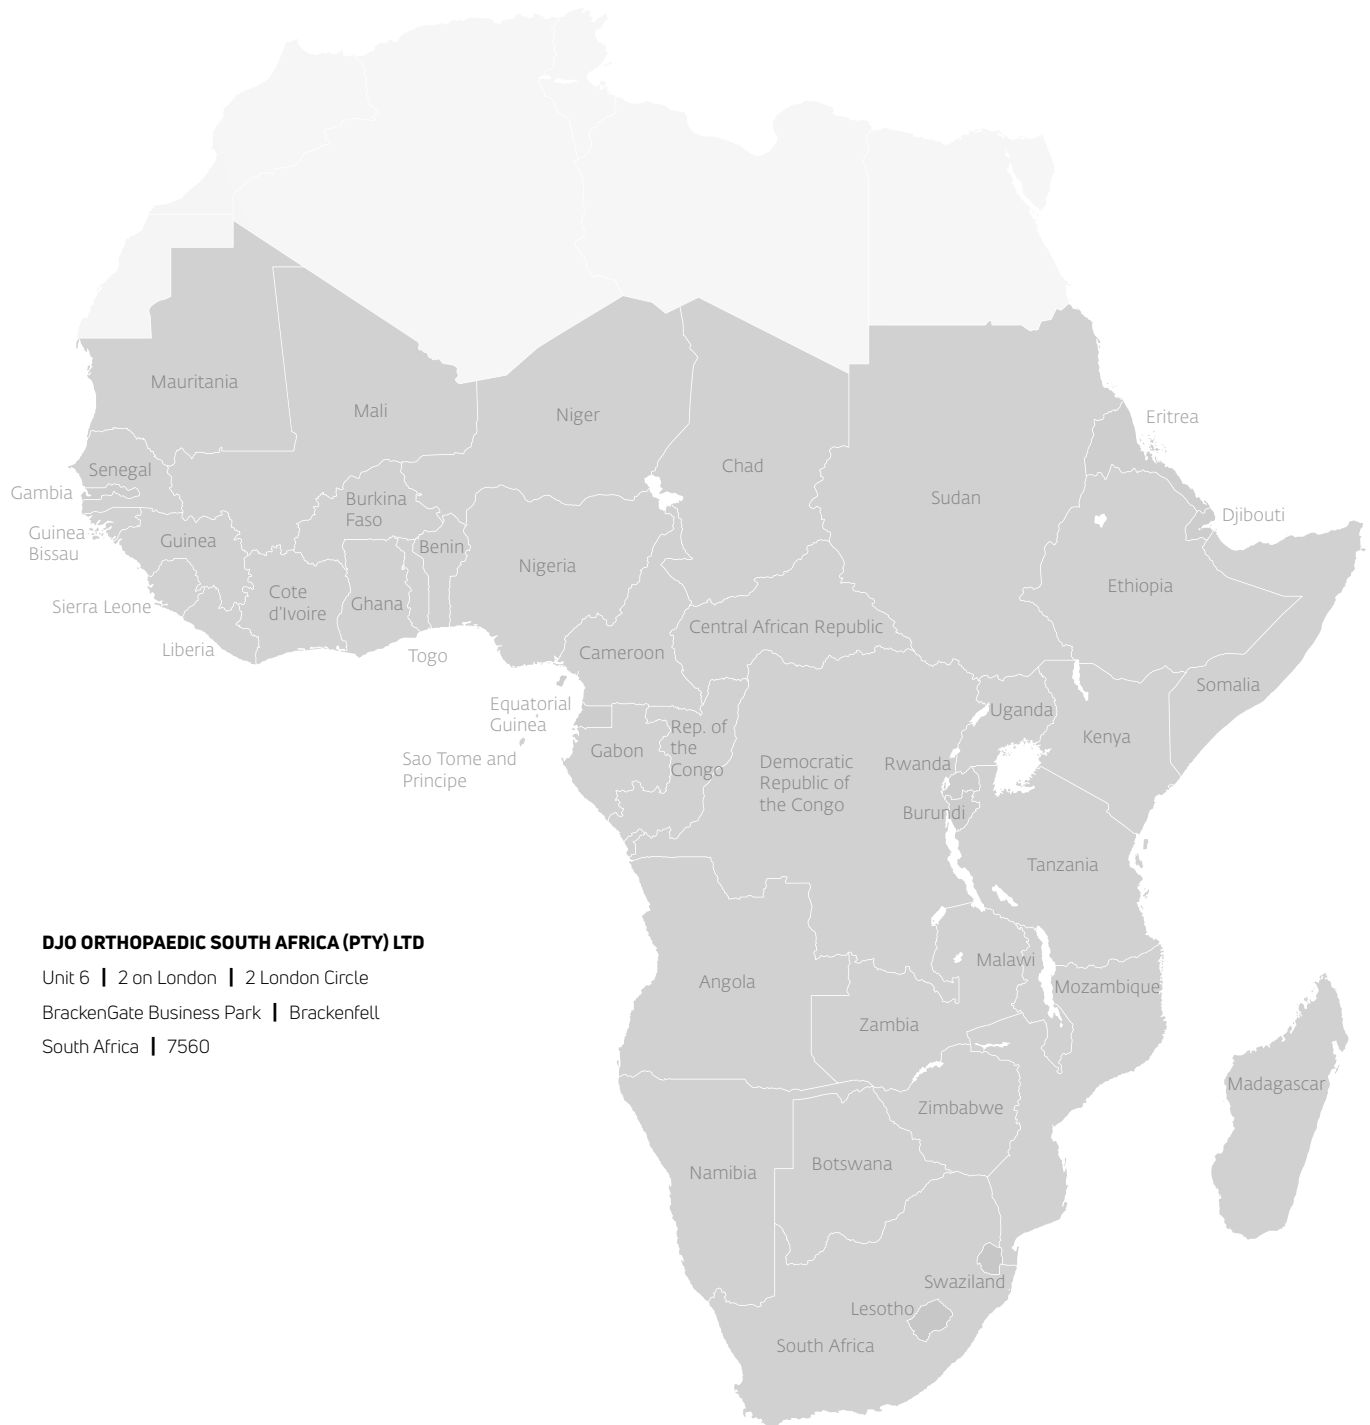 Mauritania
Mali
Niger
Eritrea
Chad
Senegal
Gambia
Burkina
Faso
Sudan
Djibouti
Guinea
Bissau
Guinea
Benin
Nigeria
Ethiopia
Cote
d'Ivoire
Ghana
Sierra Leone
Central African Republic
Liberia
Togo
Cameroon
Somalia
Equatorial
Guinea
Uganda
Rep. of
the
Congo
Kenya
Gabon
Sao Tome and
Principe
Democratic
Republic of
the Congo
Rwanda
Burundi
Tanzania
DJO ORTHOPAEDIC SOUTH AFRICA (PTY) LTD
Unit 6 | 2 on London | 2 London Circle
BrackenGate Business Park | Brackenfell
South Africa | 7560
Malawi
Angola
Mozambique
Zambia
Madagascar
Zimbabwe
Botswana
Namibia
Swaziland
Lesotho
South Africa